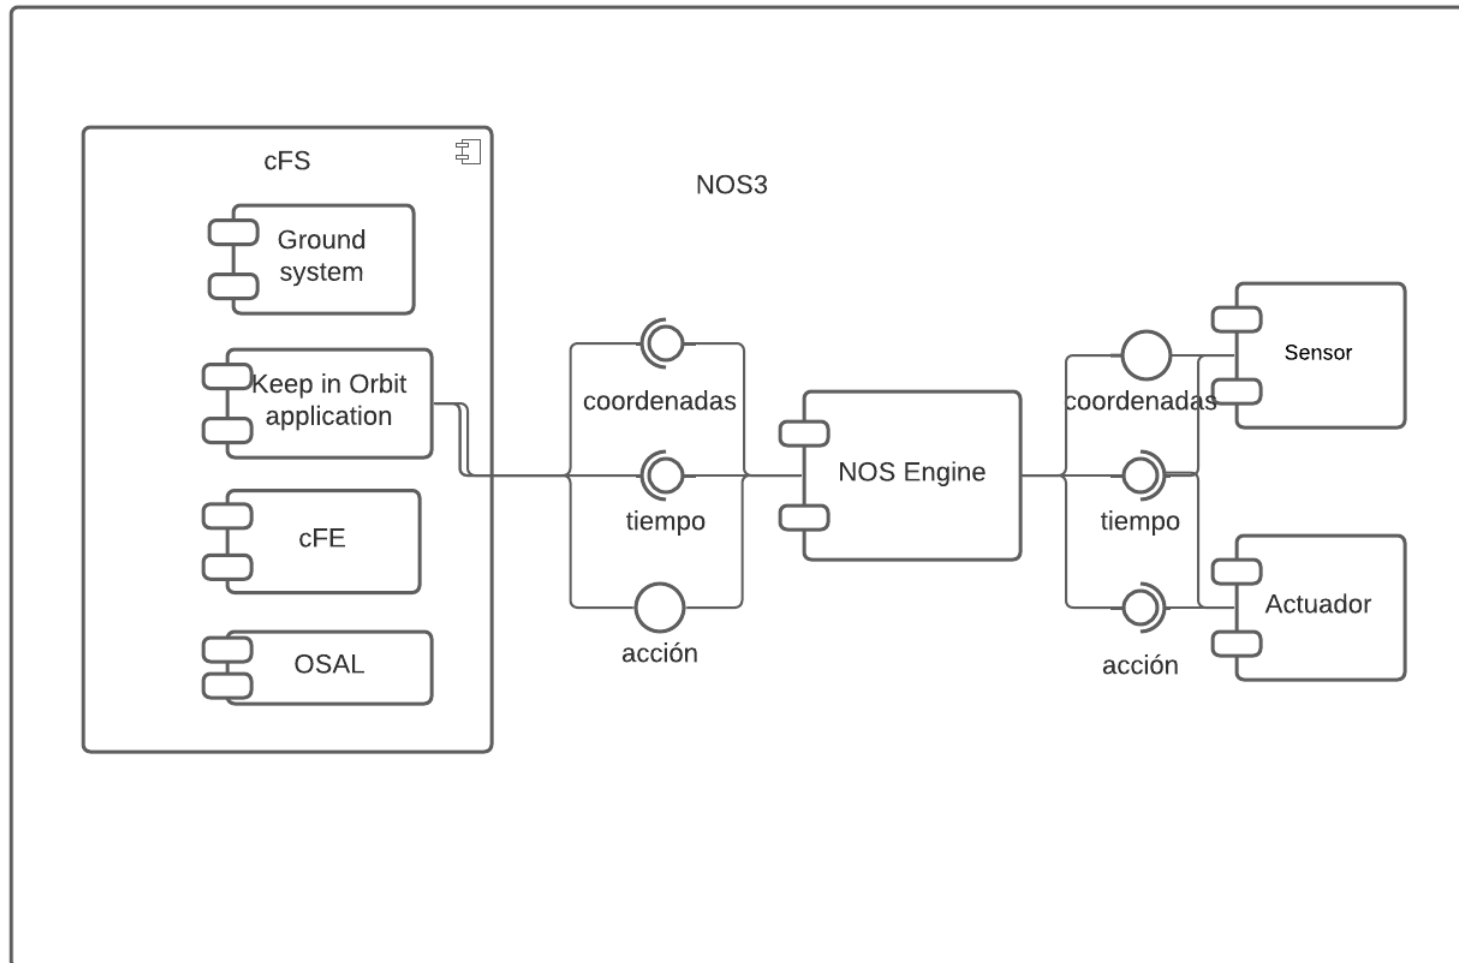 cFS
Ground
system
Keep in Orbit
application
cFE
OSAL
NOS3
coordenadas
tiempo
acción
NOS Engine
coordenadas
tiempo
acción
Sensor
Actuador